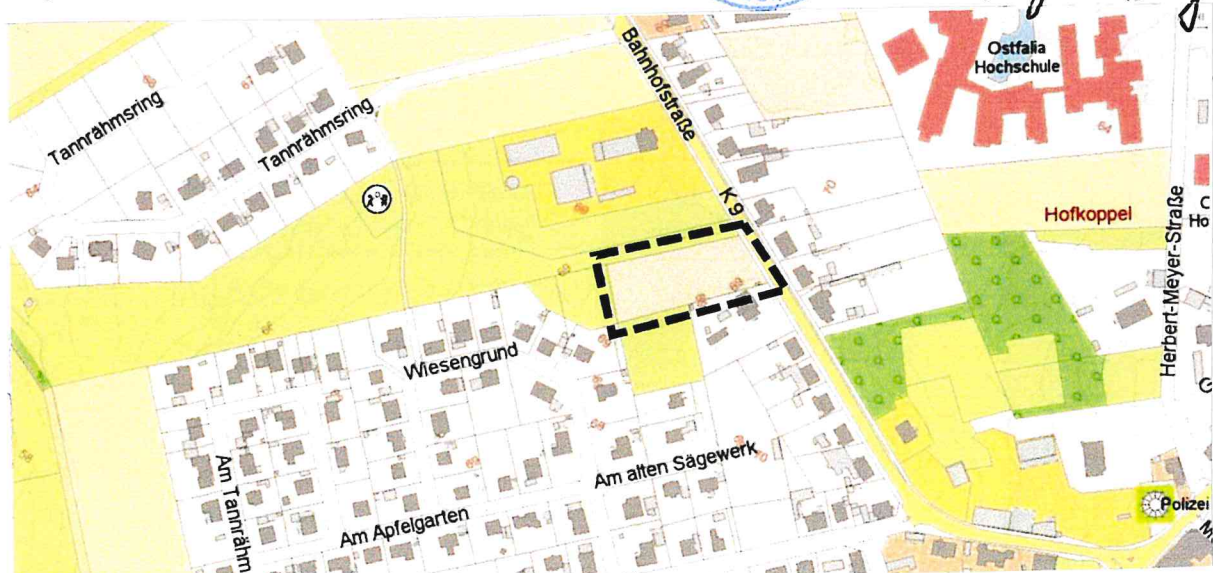 Bahnhofstraße
Ostfalia
Hochschule
Tannrähmsring
Tannrähmsring
K 9
Hofkoppel
Herbert-Meyer-Straße
Wiesengrund
Am alten Sägewerk
Am Tannrähm
Am Apfelgarten
Polizei